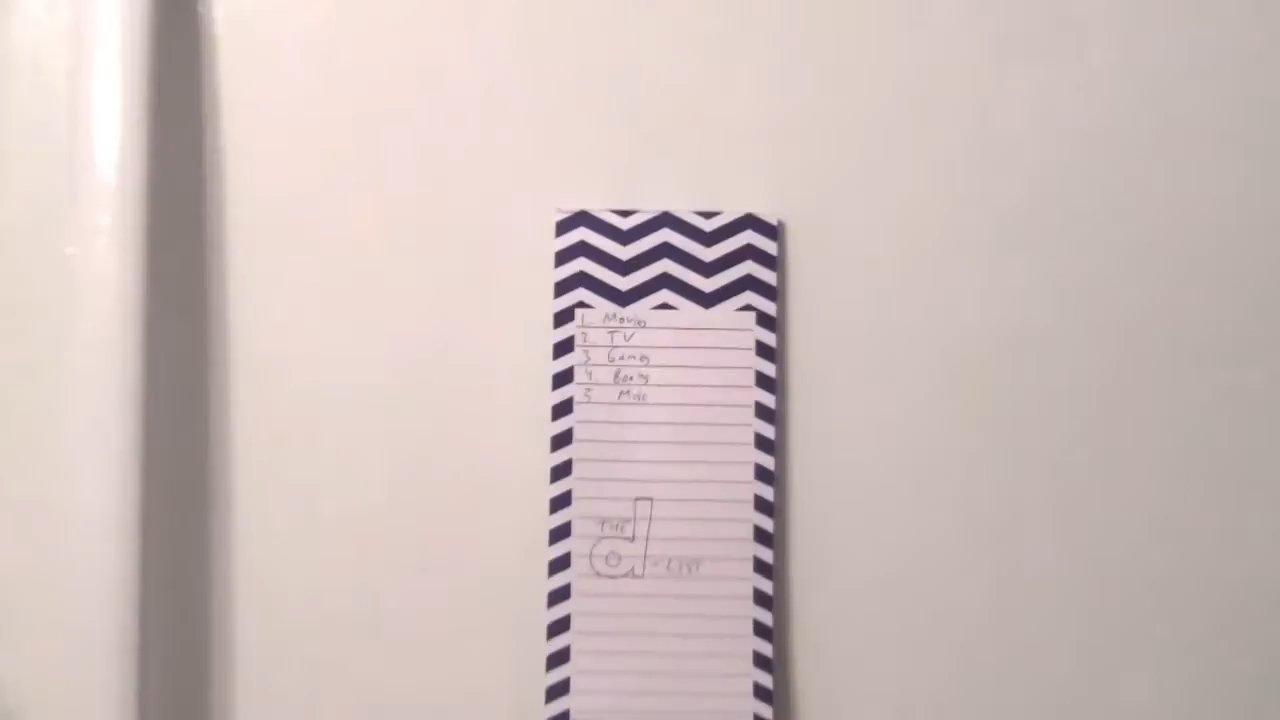 1. Movies
2. TV
3. Games
4. Books
5 Misc
THE
d
-LIST